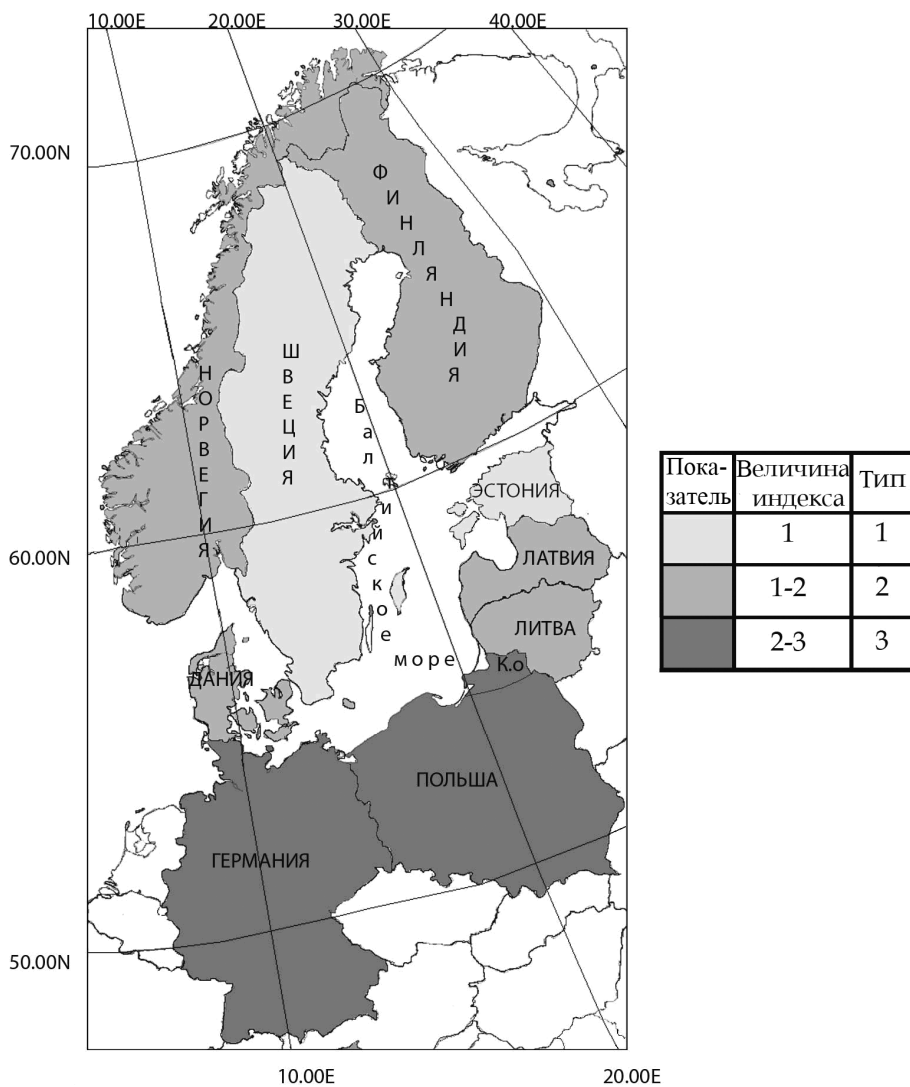 10.00E 20.00E 30.00E 40.00E
70.00N
ФИНЛЯНДИЯ
ШВЕЦИЯ
НОРВЕГИЯ
Балтийское
море
60.00N
ЭСТОНИЯ
ЛАТВИЯ
ЛИТВА
К.о
ДАНИЯ
ПОЛЬША
ГЕРМАНИЯ
50.00N
10.00E 20.00E
Пока-
затель
Величина
индекса
Тип
1 1
1-2 2
2-3 3